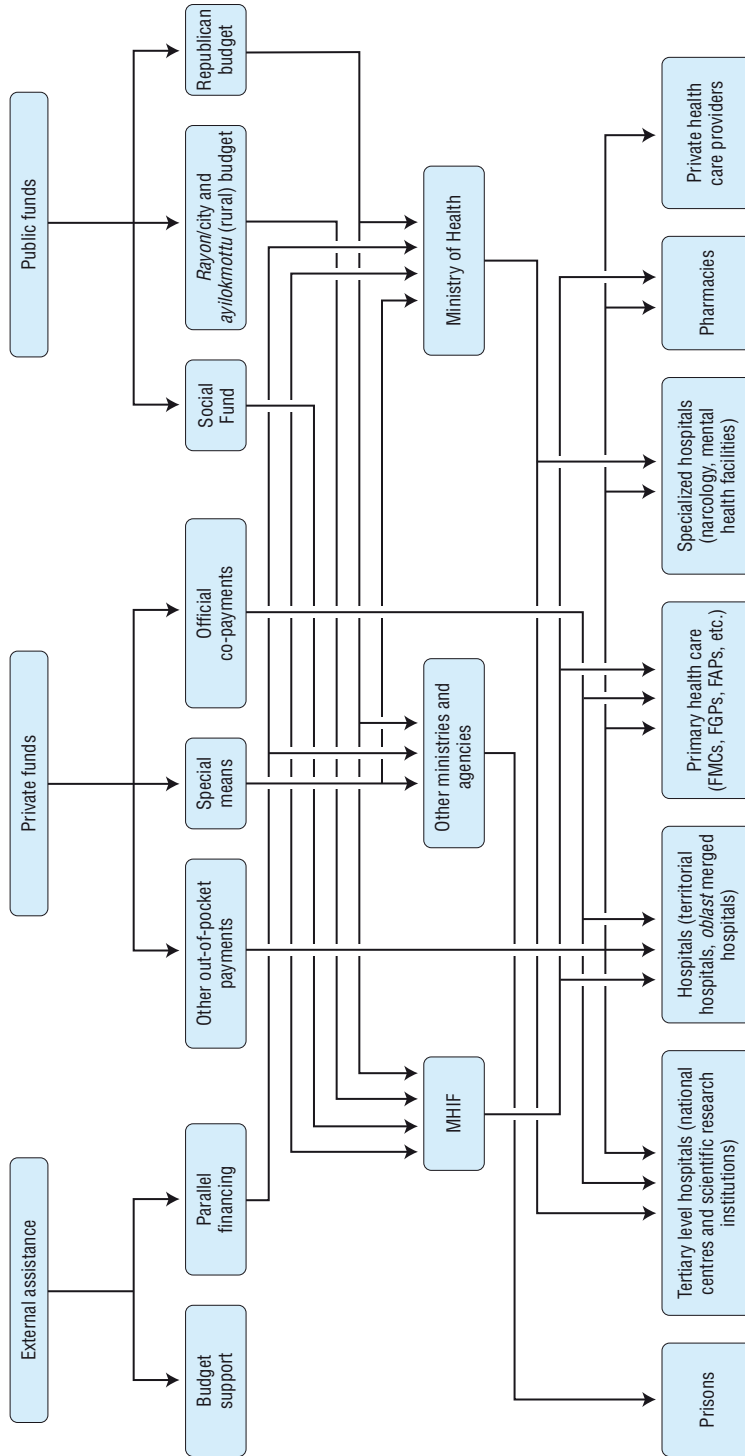 External assistance
Private funds
Public funds
Budget
support
Parallel
financing
Other out-of-pocket
payments
Special
means
Official
co-payments
Social
Fund
Rayon/city and
ayilokmottu (rural) budget
Republican
budget
MHIF
Other ministries and
agencies
Ministry of Health
Prisons
Tertiary level hospitals (national
centres and scientific research
institutions)
Hospitals (territorial
hospitals, oblast merged
hospitals)
Primary health care
(FMCs, FGPs, FAPs, etc.)
Specialized hospitals
(narcology, mental
health facilities)
Pharmacies
Private health
care providers